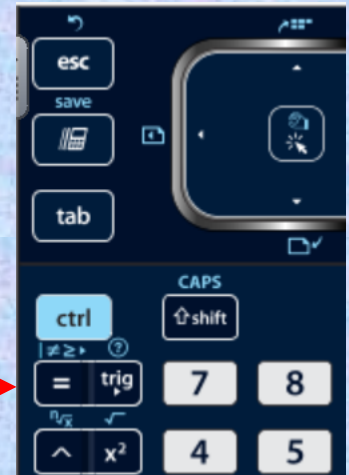 esc
save
tab
CAPS
ctrl
⇧shift
|≠≥▸ ?
= trig 7 8
ⁿ√x √
^ x² 4 5